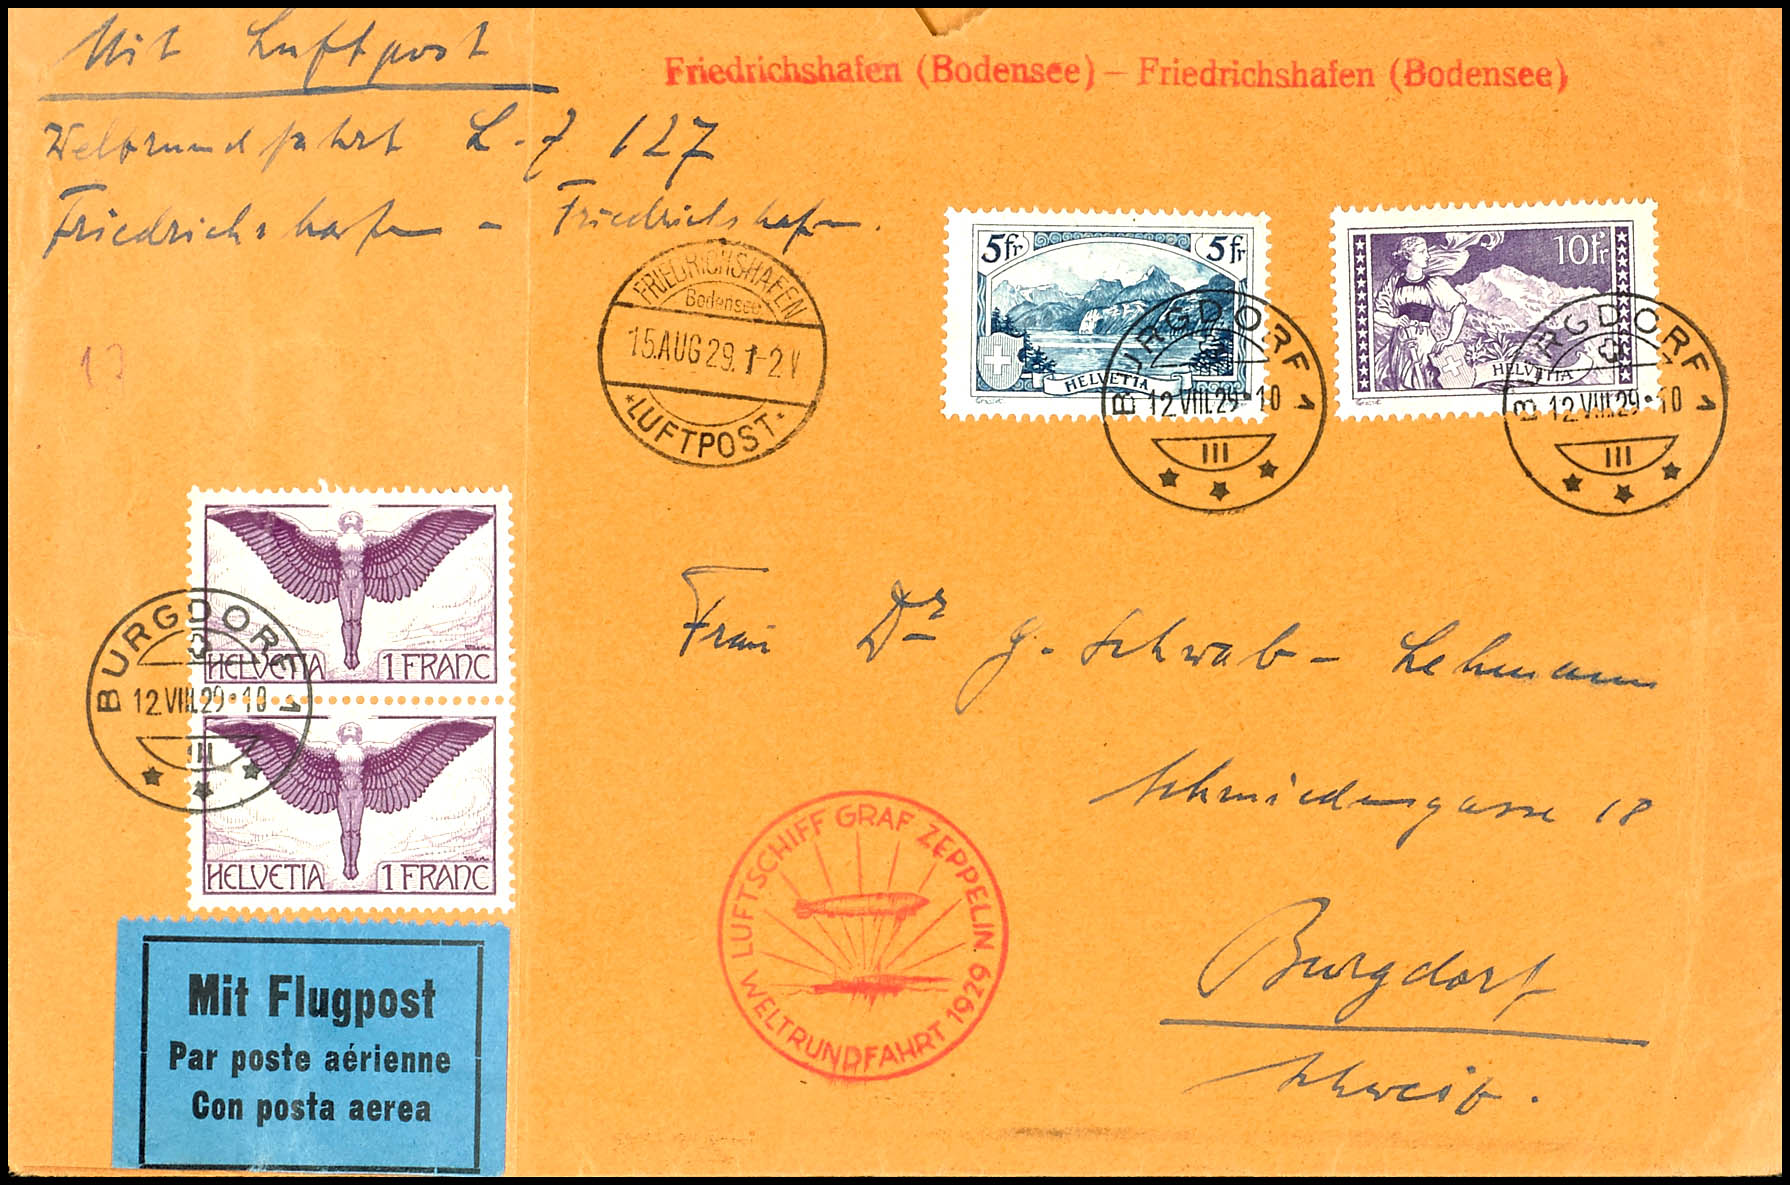 Mit Luftpost
Weltrundfahrt L-Z 127
Friedrichshafen - Friedrichshafen.
Friedrichshafen (Bodensee) – Friedrichshafen (Bodensee)
FRIEDRICHSHAFEN
Bodensee
15.AUG 29. 1-2 V
*LUFTPOST*
5fr 5fr
HELVETIA
BURGDORF 1
12.VIII.29•10
III
10fr
HELVETIA
BURGDORF 1
12.VIII.29•10
III
HELVETIA 1 FRANC
BURGDORF 1
12.VIII.29•10
III
HELVETIA 1 FRANC
Frau Dr G. Schwab - Lehmann
Schmiedengasse 18
Burgdorf
Schweiz.
LUFTSCHIFF GRAF ZEPPELIN
WELTRUNDFAHRT 1929
Mit Flugpost
Par poste aérienne
Con posta aerea